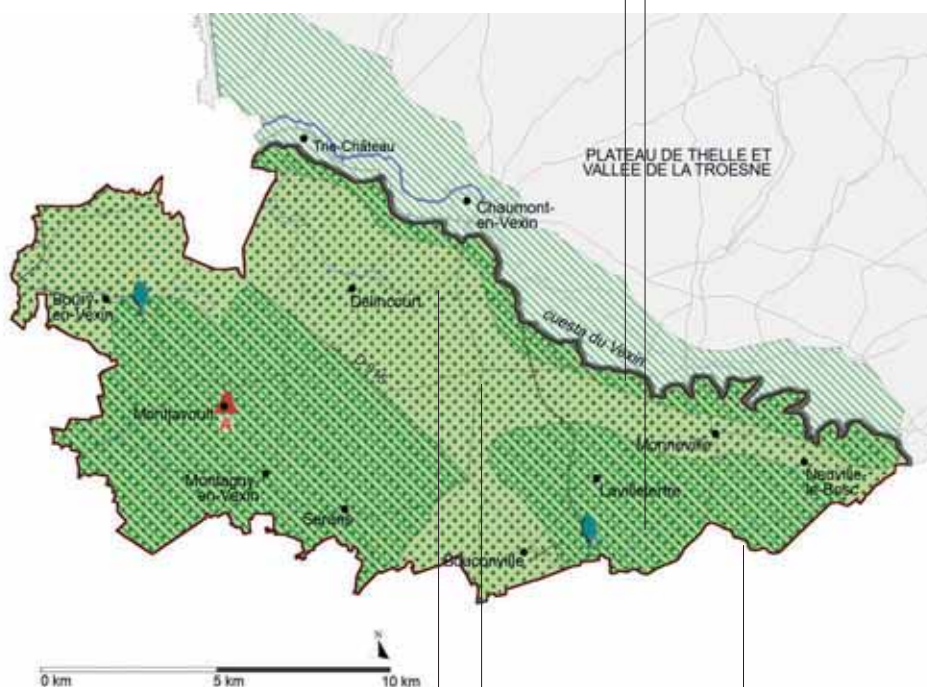 Trie-Château
PLATEAU DE THELLE ET
VALLEE DE LA TROESNE
Chaumont-
en-Vexin
Delincourt
Boury-
en-Vexin
cuesta du Vexin
Montjavoult
A
Monneville
Montagny-
en-Vexin
Lavilletertre
Neuville-
le-Bosc
Serans
Bouconville
N
0 km
5 km
10 km